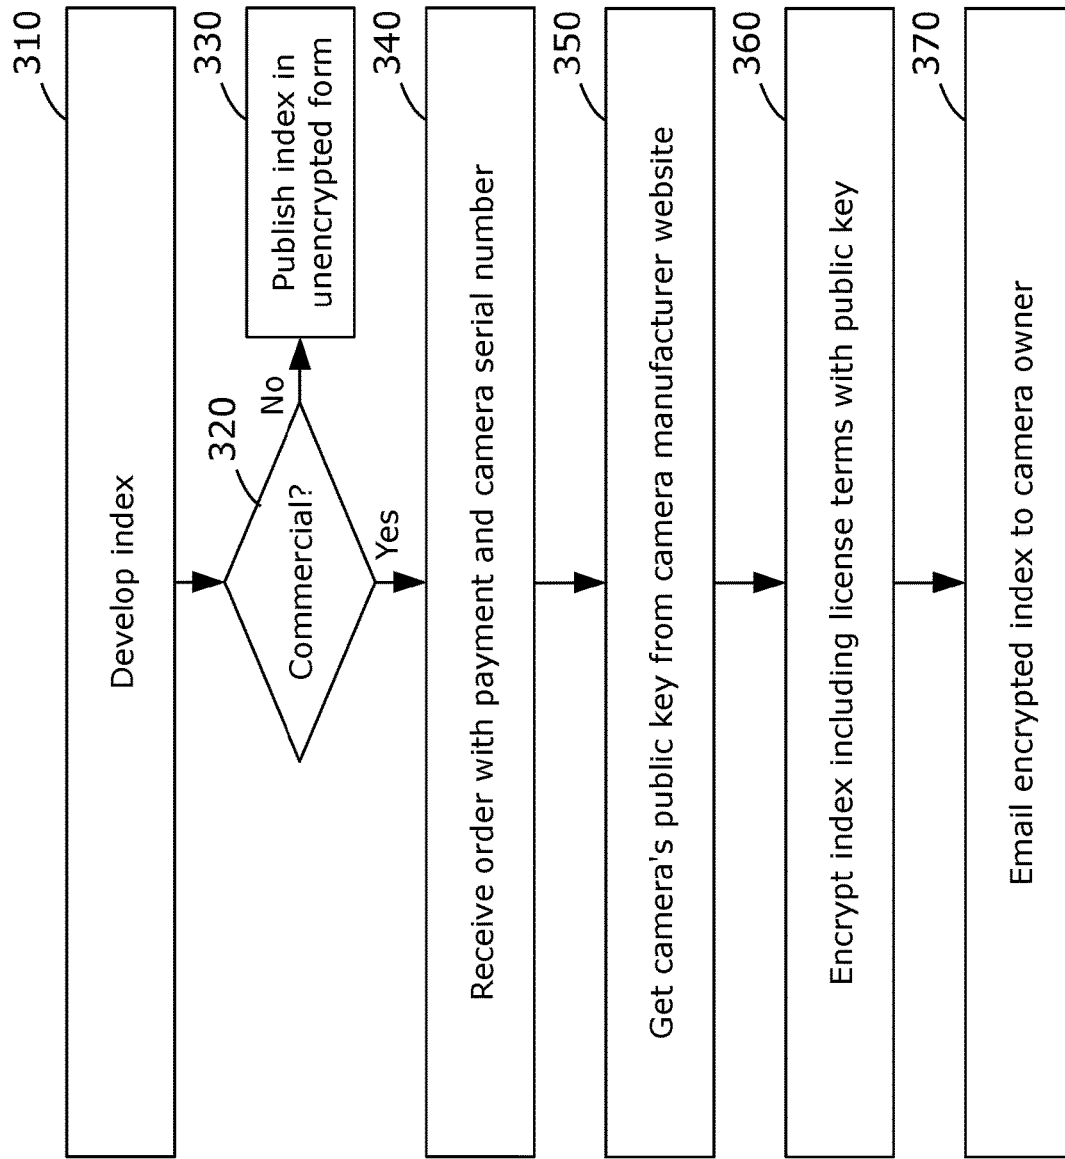 310
Develop index
320
Commercial?
No
Yes
330
Publish index in
unencrypted form
340
Receive order with payment and camera serial number
350
Get camera's public key from camera manufacturer website
360
Encrypt index including license terms with public key
370
Email encrypted index to camera owner